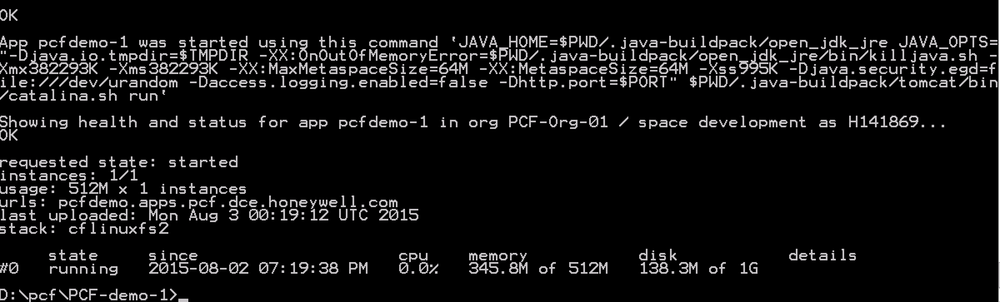 OK
App pcfdemo-1 was started using this command 'JAVA_HOME=$PWD/.java-buildpack/open_jdk_jre JAVA_OPTS=
"-Djava.io.tmpdir=$TMPDIR -XX:OnOutOfMemoryError=$PWD/.java-buildpack/open_jdk_jre/bin/killjava.sh -
Xmx382293K -Xms382293K -XX:MaxMetaspaceSize=64M -XX:MetaspaceSize=64M -Xss995K -Djava.security.egd=f
ile:///dev/urandom -Daccess.logging.enabled=false -Dhttp.port=$PORT" $PWD/.java-buildpack/tomcat/bin
/catalina.sh run'
Showing health and status for app pcfdemo-1 in org PCF-Org-01 / space development as H141869...
OK
requested state: started
instances: 1/1
usage: 512M x 1 instances
urls: pcfdemo.apps.pcf.dce.honeywell.com
last uploaded: Mon Aug 3 00:19:12 UTC 2015
stack: cflinuxfs2
state since cpu memory disk details
#0 running 2015-08-02 07:19:38 PM 0.0% 345.8M of 512M 138.3M of 1G
D:\pcf\PCF-demo-1>_